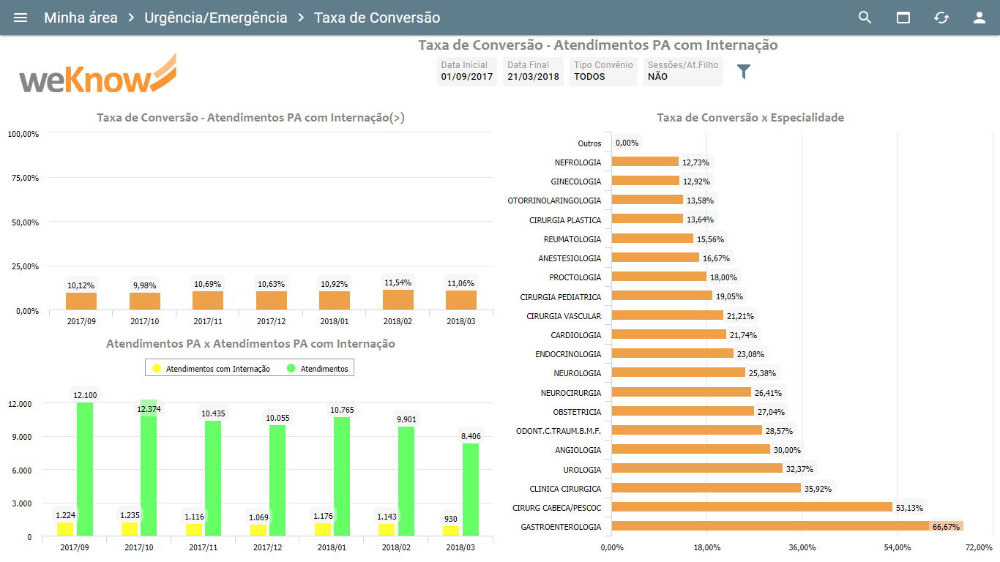 Minha área > Urgência/Emergência > Taxa de Conversão
weKnow
Taxa de Conversão - Atendimentos PA com Internação
Data Inicial
01/09/2017
Data Final
21/03/2018
Tipo Convênio
TODOS
Sessões/At.Filho
NÃO
Taxa de Conversão - Atendimentos PA com Internação(>)
100,00%
75,00%
50,00%
25,00%
0,00%
10,12%
9,98%
10,69%
10,63%
10,92%
11,54%
11,06%
2017/09
2017/10
2017/11
2017/12
2018/01
2018/02
2018/03
Atendimentos PA x Atendimentos PA com Internação
Atendimentos com Internação
Atendimentos
12.000
9.000
6.000
3.000
0
12.100
12.374
10.435
10.055
10.765
9.901
8.406
1.224
1.235
1.116
1.069
1.176
1.143
930
2017/09
2017/10
2017/11
2017/12
2018/01
2018/02
2018/03
Taxa de Conversão x Especialidade
Outros 0,00%
NEFROLOGIA 12,73%
GINECOLOGIA 12,92%
OTORRINOLARINGOLOGIA 13,58%
CIRURGIA PLASTICA 13,64%
REUMATOLOGIA 15,56%
ANESTESIOLOGIA 16,67%
PROCTOLOGIA 18,00%
CIRURGIA PEDIATRICA 19,05%
CIRURGIA VASCULAR 21,21%
CARDIOLOGIA 21,74%
ENDOCRINOLOGIA 23,08%
NEUROLOGIA 25,38%
NEUROCIRURGIA 26,41%
OBSTETRICIA 27,04%
ODONT.C.TRAUM.B.M.F. 28,57%
ANGIOLOGIA 30,00%
UROLOGIA 32,37%
CLINICA CIRURGICA 35,92%
CIRURG CABECA/PESCOC 53,13%
GASTROENTEROLOGIA 66,67%
0,00%
18,00%
36,00%
54,00%
72,00%